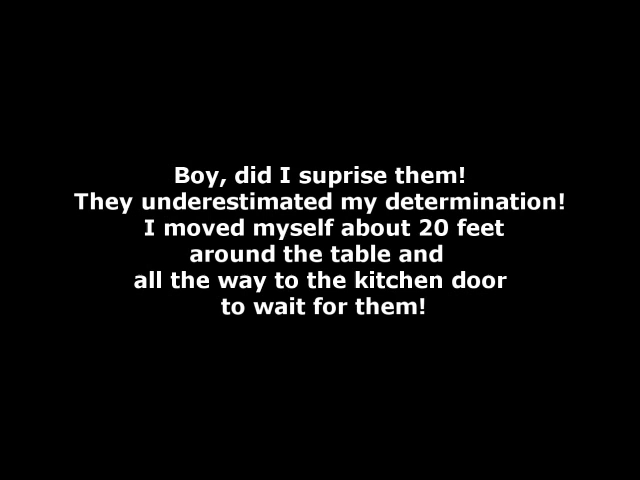 Boy, did I suprise them!
They underestimated my determination!
I moved myself about 20 feet
around the table and
all the way to the kitchen door
to wait for them!